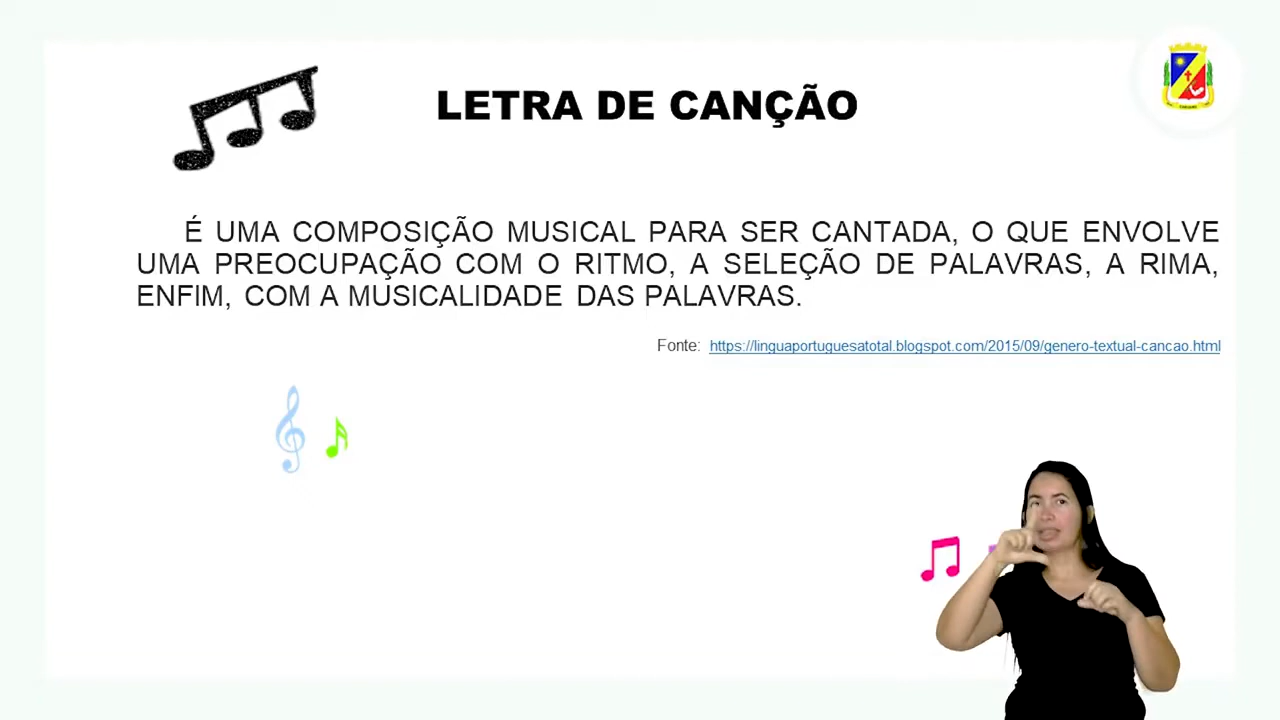 LETRA DE CANÇÃO
É UMA COMPOSIÇÃO MUSICAL PARA SER CANTADA, O QUE ENVOLVE
UMA PREOCUPAÇÃO COM O RITMO, A SELEÇÃO DE PALAVRAS, A RIMA,
ENFIM, COM A MUSICALIDADE DAS PALAVRAS.
Fonte: https://linguaportuguesatotal.blogspot.com/2015/09/genero-textual-cancao.html